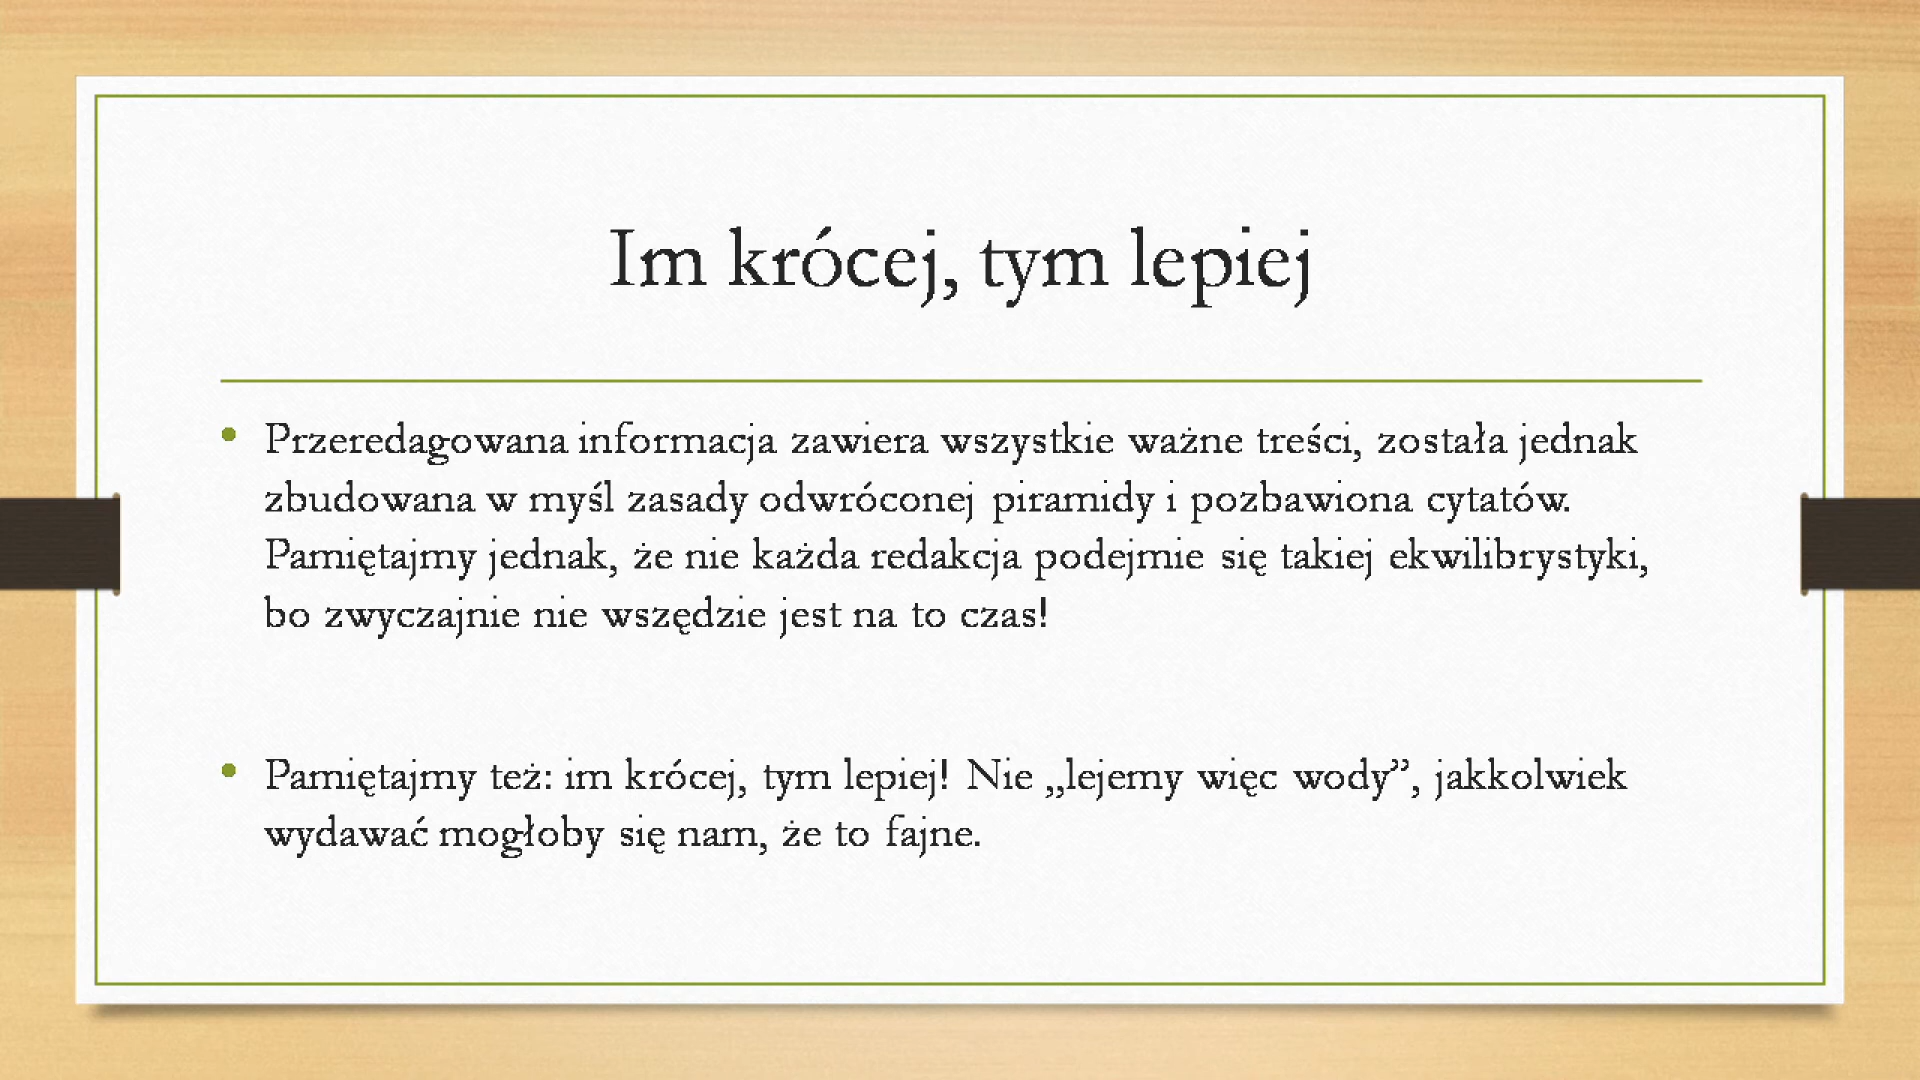 Im krócej, tym lepiej
• Przeredagowana informacja zawiera wszystkie ważne treści, została jednak
zbudowana w myśl zasady odwróconej piramidy i pozbawiona cytatów.
Pamiętajmy jednak, że nie każda redakcja podejmie się takiej ekwilibrystyki,
bo zwyczajnie nie wszędzie jest na to czas!
• Pamiętajmy też: im krócej, tym lepiej! Nie „lejemy więc wody”, jakkolwiek
wydawać mogłoby się nam, że to fajne.